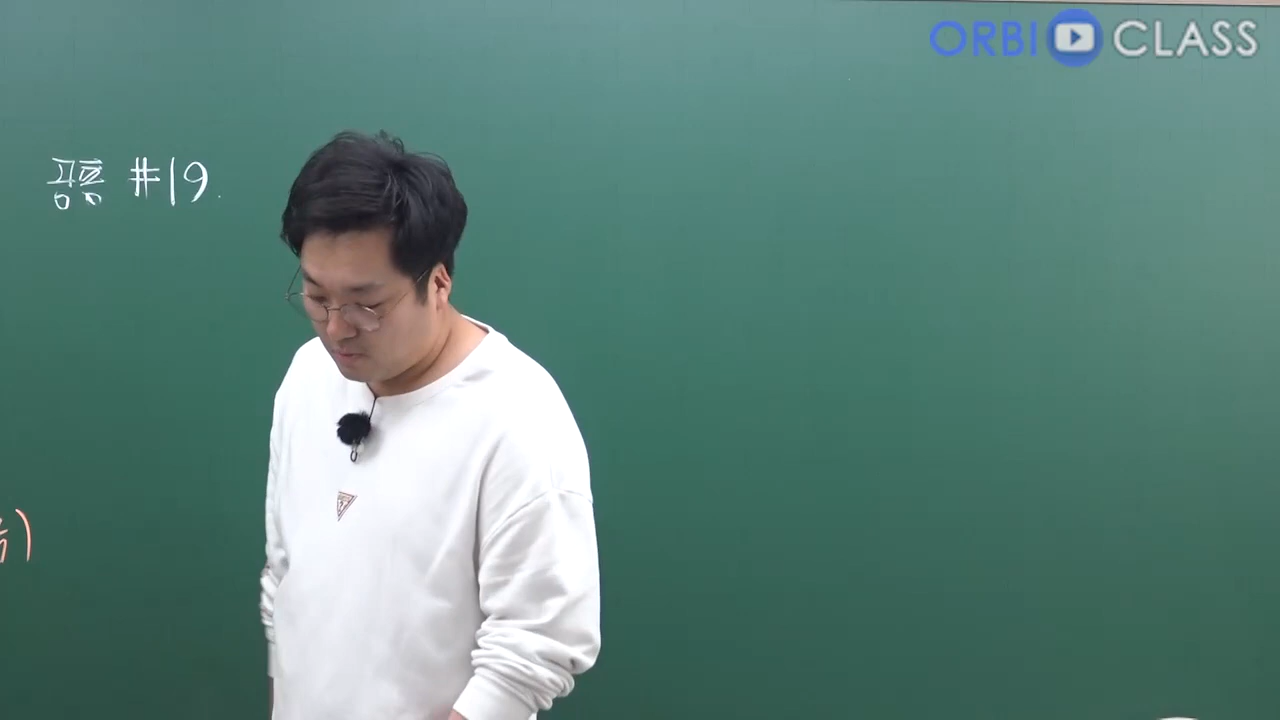 ORBI CLASS
공통 #19.